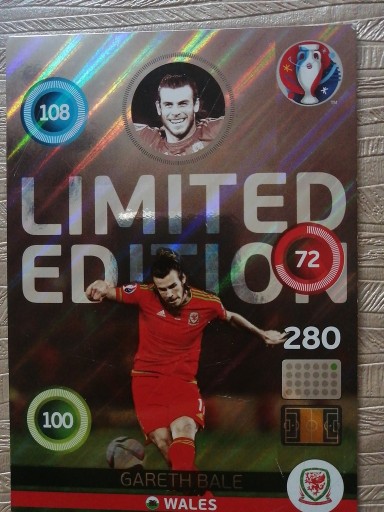 108
LIMITED
EDITION
72
280
100
GARETH BALE
WALES